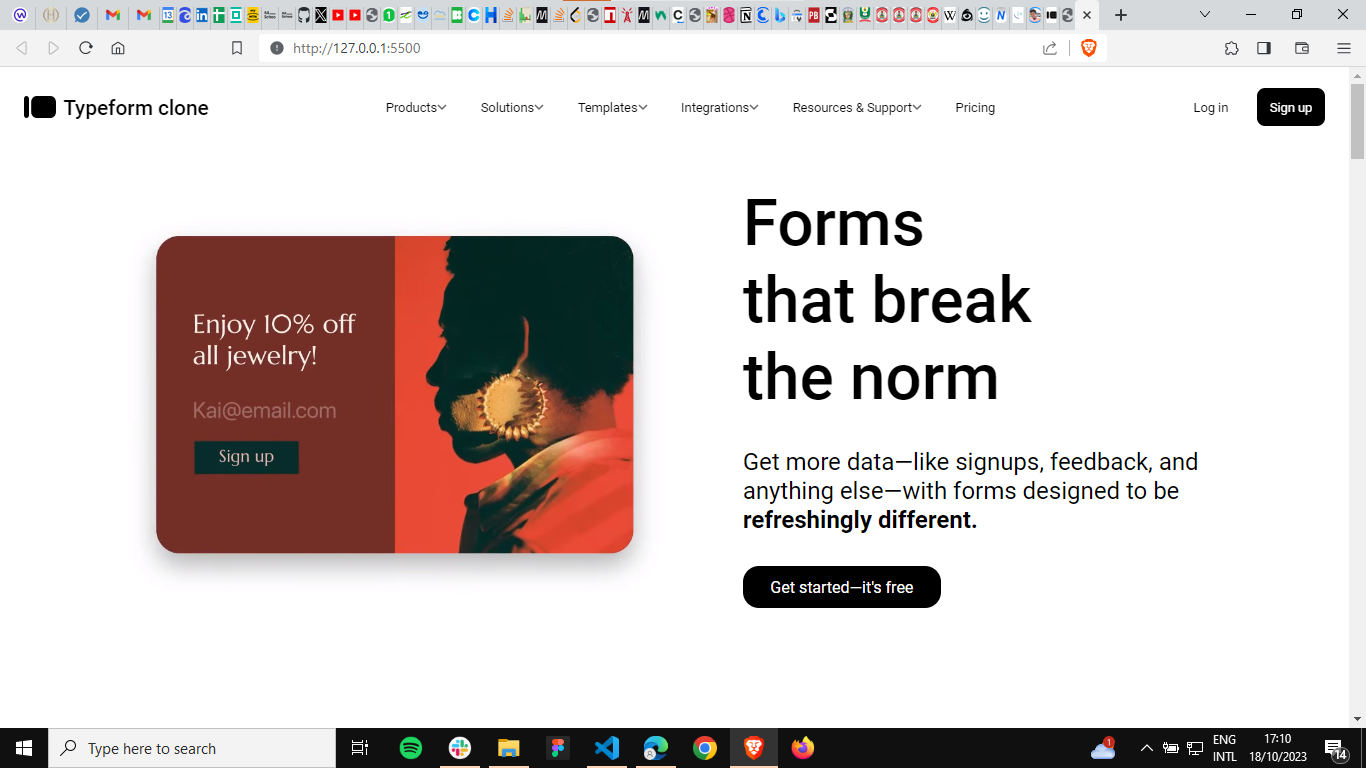 http://127.0.0.1:5500
Typeform clone
Products
Solutions
Templates
Integrations
Resources & Support
Pricing
Log in
Sign up
Enjoy 10% off
all jewelry!
Kai@email.com
Sign up
Forms
that break
the norm
Get more data—like signups, feedback, and
anything else—with forms designed to be
refreshingly different.
Get started—it's free
Type here to search
1
ENG
INTL
17:10
18/10/2023
14